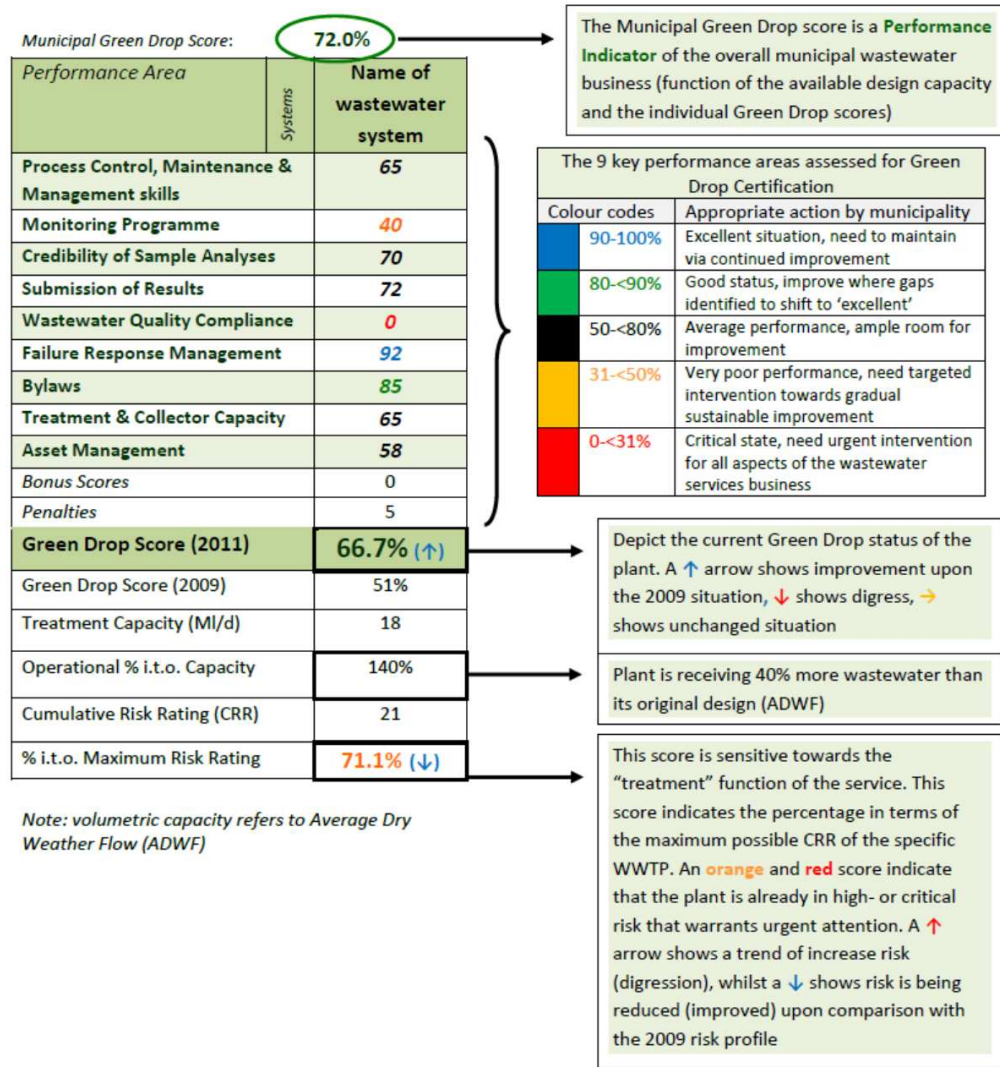 Municipal Green Drop Score: 72.0%
Performance Area
Systems
Name of
wastewater
system
Process Control, Maintenance & 65
Management skills
Monitoring Programme 40
Credibility of Sample Analyses 70
Submission of Results 72
Wastewater Quality Compliance 0
Failure Response Management 92
Bylaws 85
Treatment & Collector Capacity 65
Asset Management 58
Bonus Scores 0
Penalties 5
Green Drop Score (2011) 66.7% (↑)
Green Drop Score (2009) 51%
Treatment Capacity (Ml/d) 18
Operational % i.t.o. Capacity 140%
Cumulative Risk Rating (CRR) 21
% i.t.o. Maximum Risk Rating 71.1% (↓)
Note: volumetric capacity refers to Average Dry
Weather Flow (ADWF)
The Municipal Green Drop score is a Performance
Indicator of the overall municipal wastewater
business (function of the available design capacity
and the individual Green Drop scores)
The 9 key performance areas assessed for Green
Drop Certification
Colour codes Appropriate action by municipality
90-100% Excellent situation, need to maintain
via continued improvement
80-<90% Good status, improve where gaps
identified to shift to ‘excellent’
50-<80% Average performance, ample room for
improvement
31-<50% Very poor performance, need targeted
intervention towards gradual
sustainable improvement
0-<31% Critical state, need urgent intervention
for all aspects of the wastewater
services business
Depict the current Green Drop status of the
plant. A ↑ arrow shows improvement upon
the 2009 situation, ↓ shows digress, →
shows unchanged situation
Plant is receiving 40% more wastewater than
its original design (ADWF)
This score is sensitive towards the
“treatment” function of the service. This
score indicates the percentage in terms of
the maximum possible CRR of the specific
WWTP. An orange and red score indicate
that the plant is already in high- or critical
risk that warrants urgent attention. A ↑
arrow shows a trend of increase risk
(digression), whilst a ↓ shows risk is being
reduced (improved) upon comparison with
the 2009 risk profile